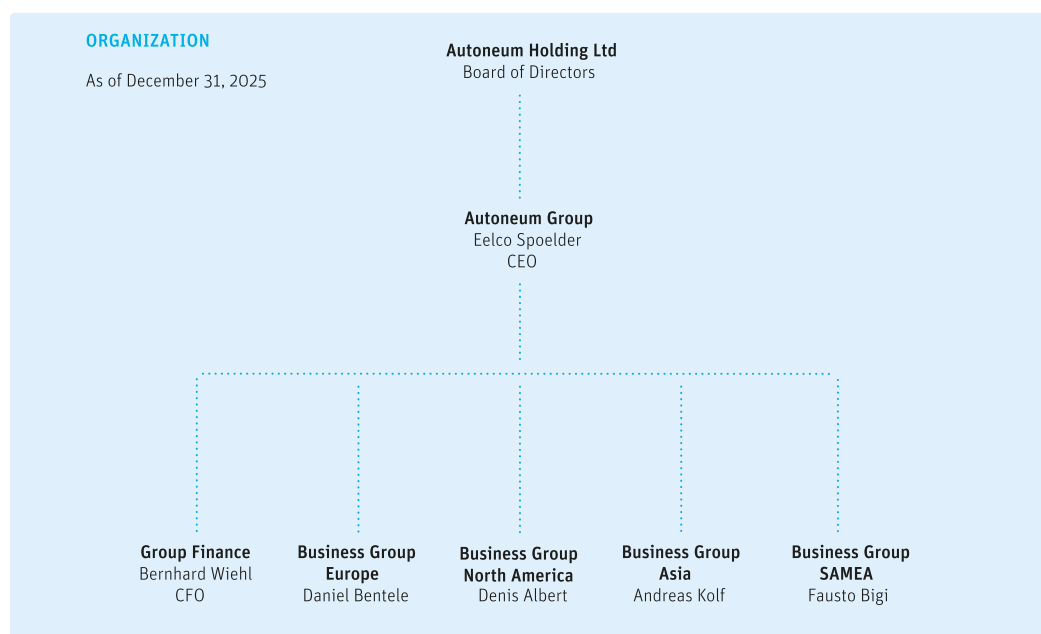 ORGANIZATION
As of December 31, 2025
Autoneum Holding Ltd
Board of Directors
Autoneum Group
Eelco Spoelder
CEO
Group Finance
Bernhard Wiehl
CFO
Business Group
Europe
Daniel Bentele
Business Group
North America
Denis Albert
Business Group
Asia
Andreas Kolf
Business Group
SAMEA
Fausto Bigi